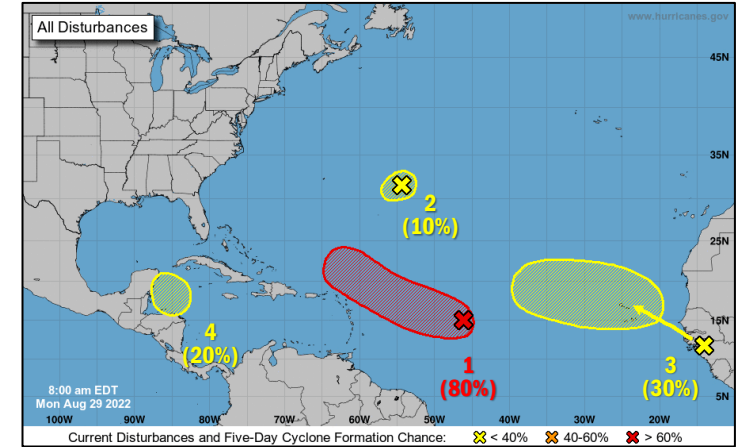 All Disturbances
www.hurricanes.gov
45N
35N
2
(10%)
25N
15N
4
(20%)
1
(80%)
3
(30%)
5N
8:00 am EDT
Mon Aug 29 2022
100W 90W 80W 70W 60W 50W 40W 30W 20W
Current Disturbances and Five-Day Cyclone Formation Chance: < 40% 40-60% > 60%